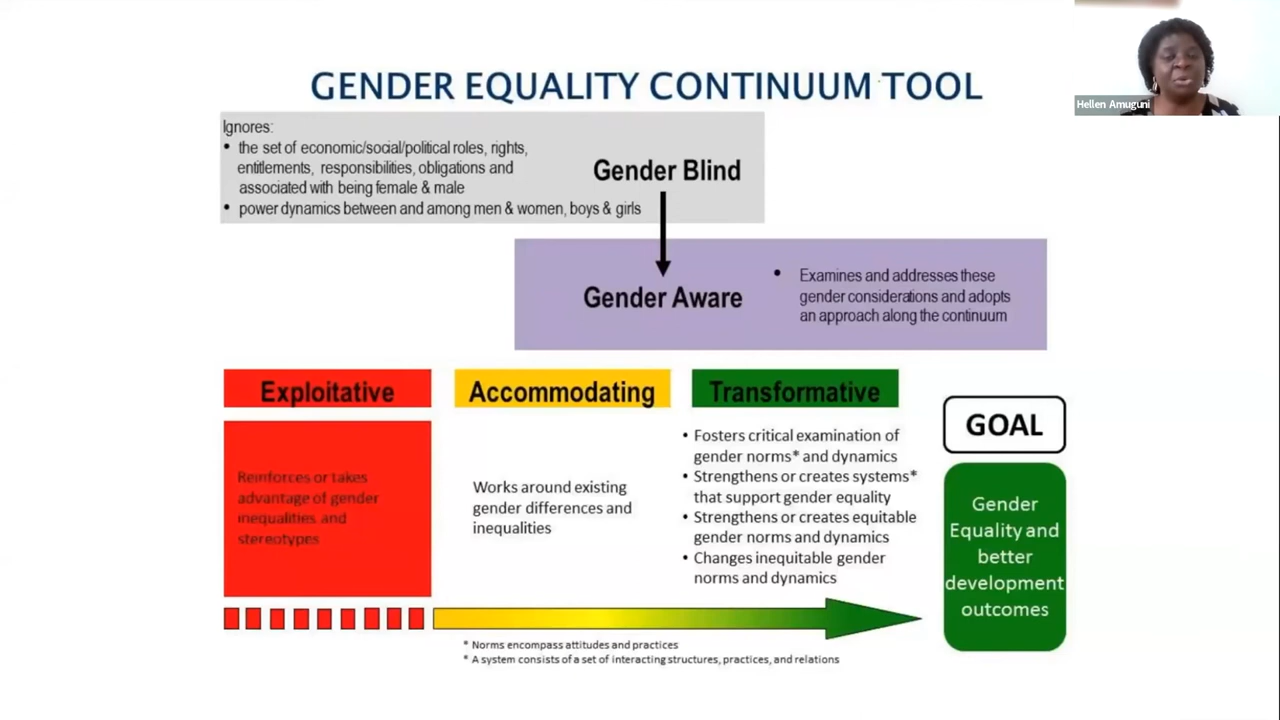 GENDER EQUALITY CONTINUUM TOOL
Hellen Amuguni
Ignores:
• the set of economic/social/political roles, rights,
entitlements, responsibilities, obligations and
associated with being female & male
• power dynamics between and among men & women, boys & girls
Gender Blind
Gender Aware
• Examines and addresses these
gender considerations and adopts
an approach along the continuum
Exploitative
Reinforces or takes
advantage of gender
inequalities and
stereotypes
Accommodating
Works around existing
gender differences and
inequalities
Transformative
• Fosters critical examination of
gender norms* and dynamics
• Strengthens or creates systems*
that support gender equality
• Strengthens or creates equitable
gender norms and dynamics
• Changes inequitable gender
norms and dynamics
GOAL
Gender
Equality and
better
development
outcomes
* Norms encompass attitudes and practices
* A system consists of a set of interacting structures, practices, and relations